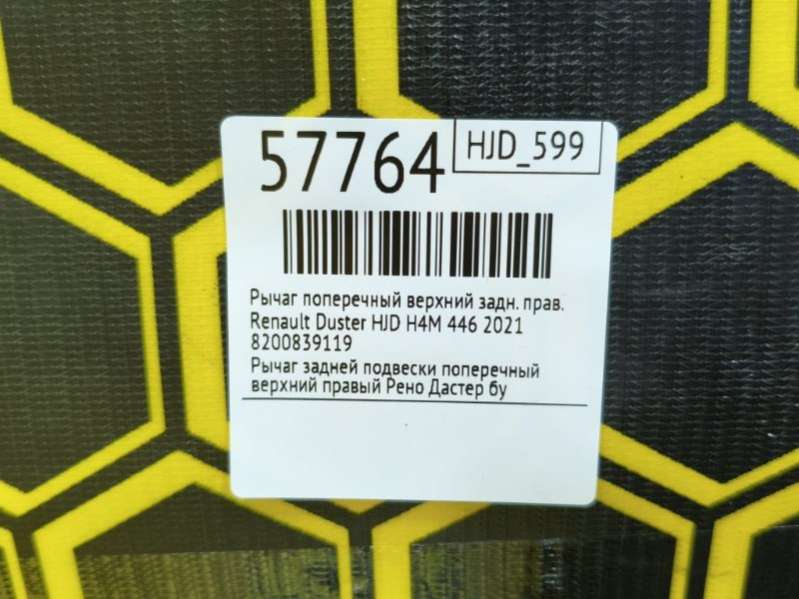 57764
HJD_599
Рычаг поперечный верхний задн. прав.
Renault Duster HJD H4M 446 2021
8200839119
Рычаг задней подвески поперечный
верхний правый Рено Дастер бу